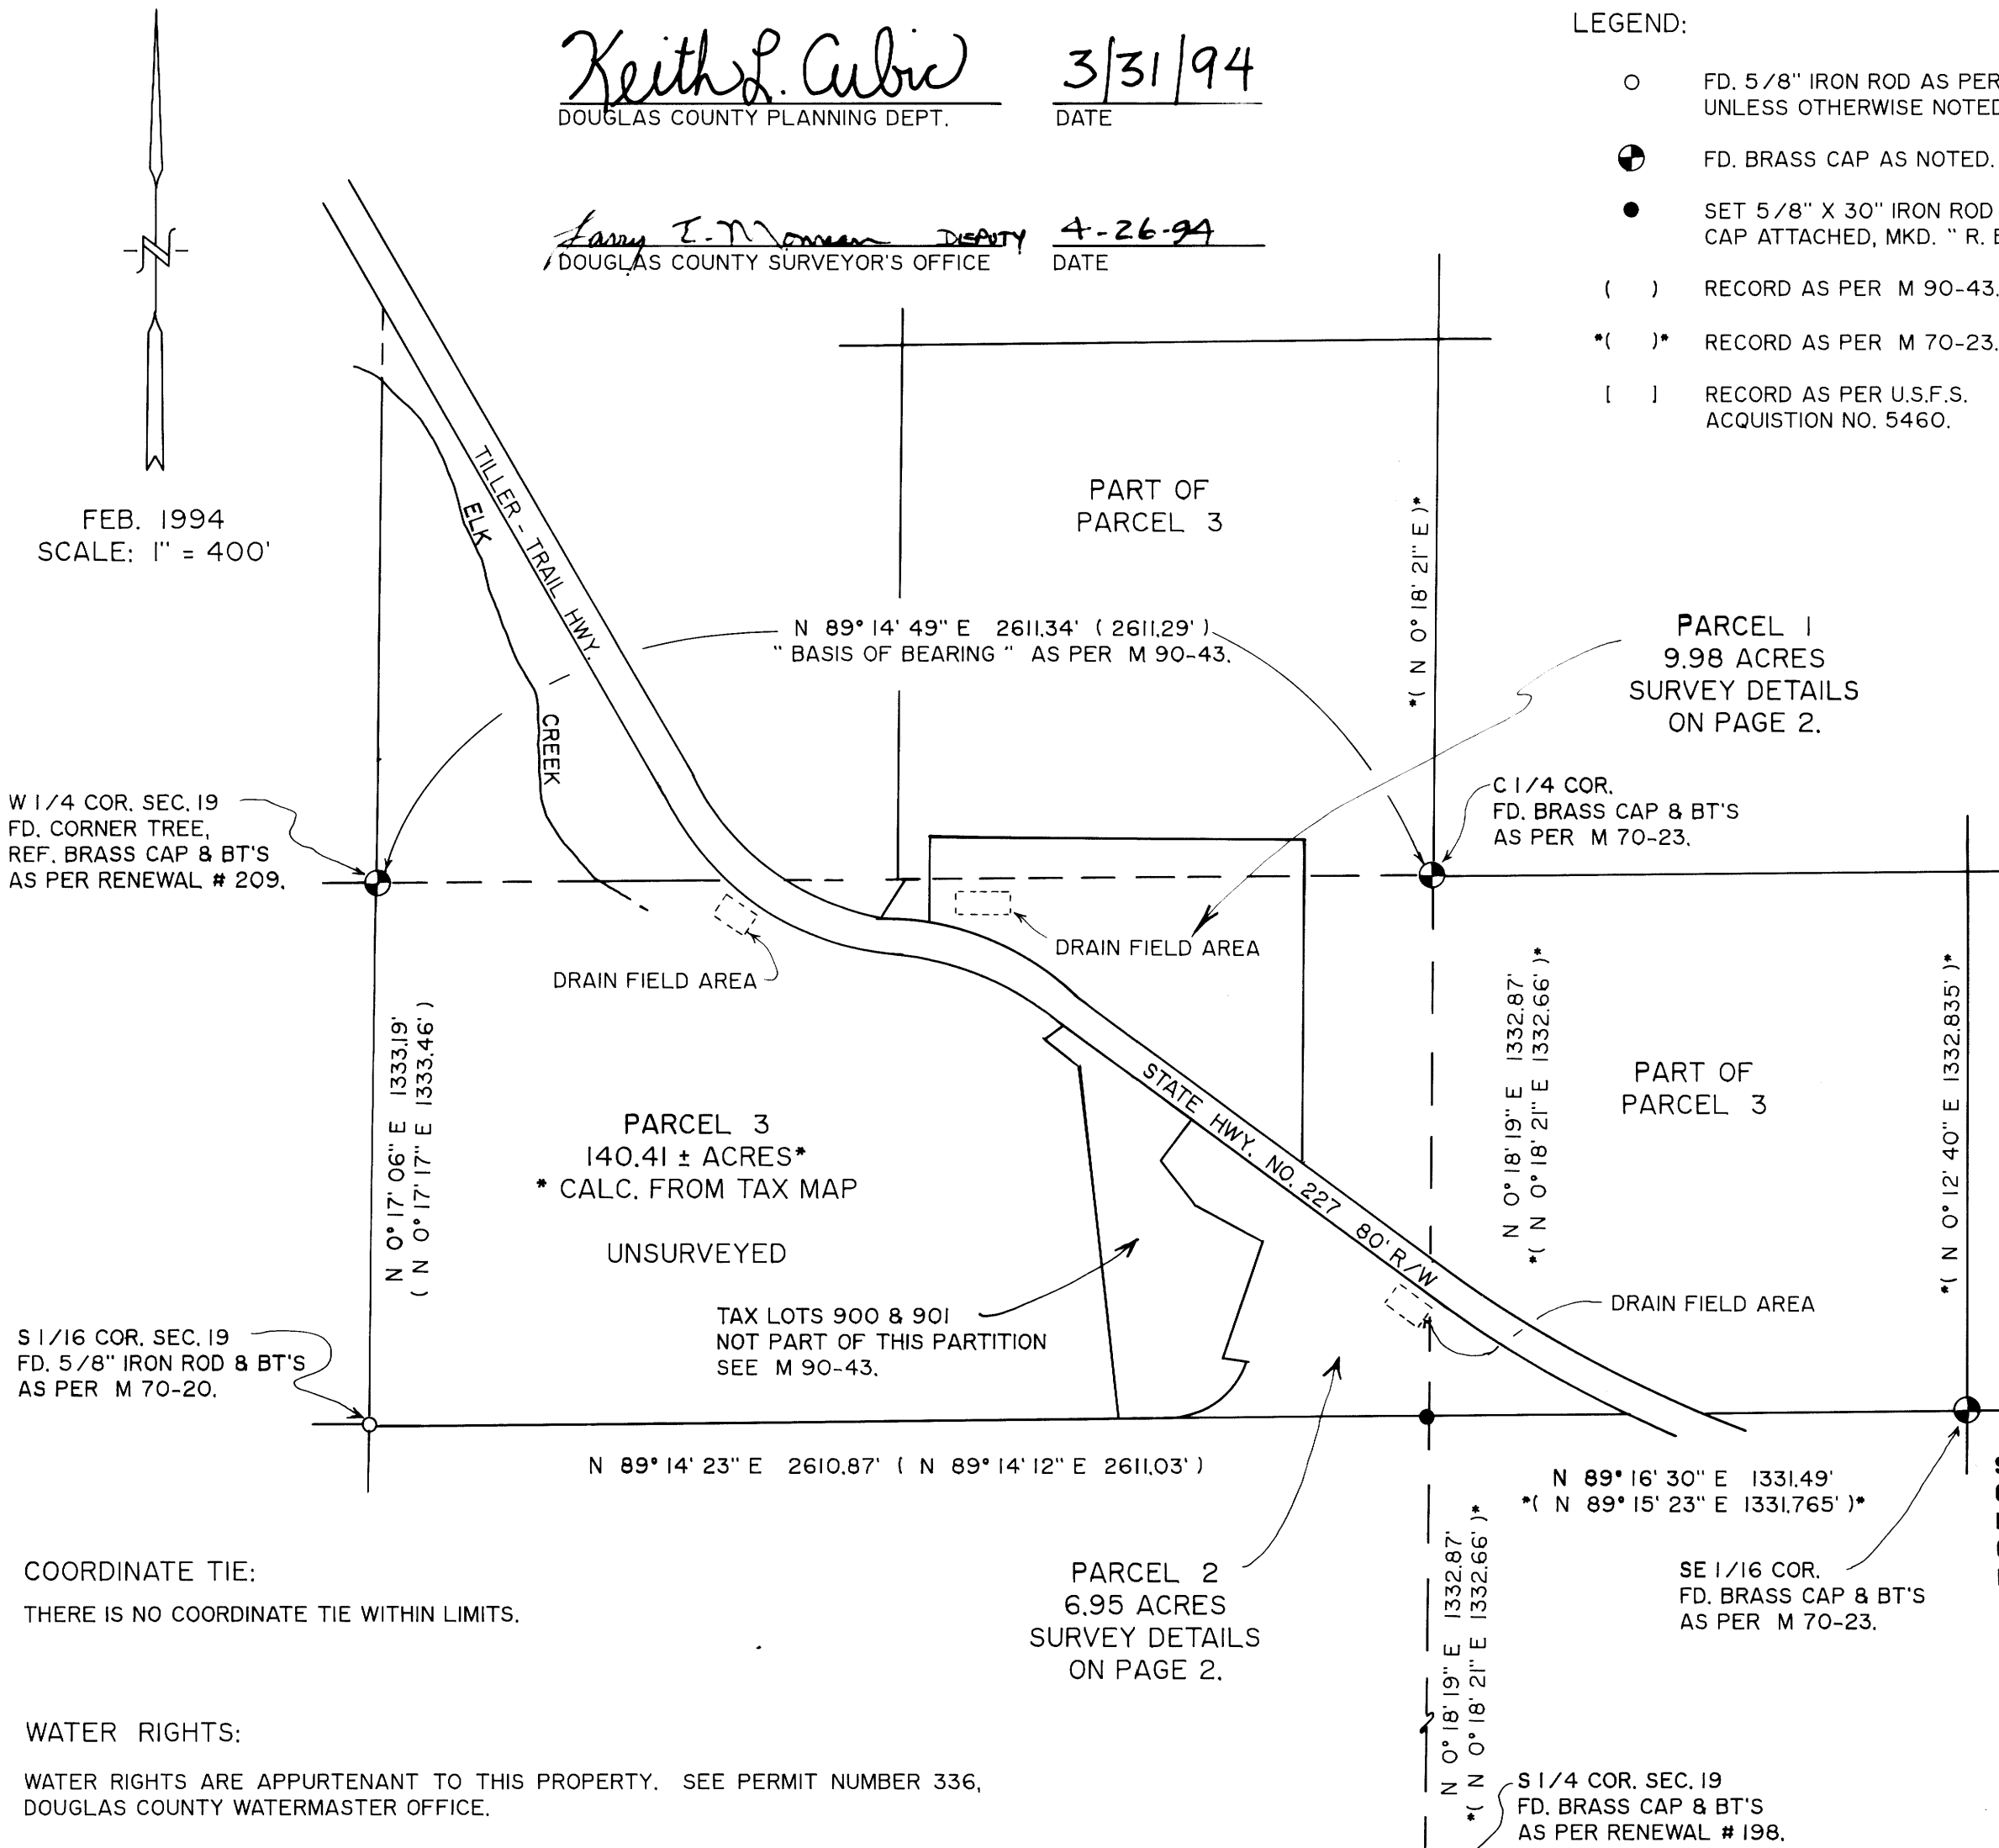 Keith L. Cubic 3/31/94
DOUGLAS COUNTY PLANNING DEPT. DATE
Larry E. DEPUTY 4-26-94
DOUGLAS COUNTY SURVEYOR'S OFFICE DATE
LEGEND:
FD. 5/8" IRON ROD AS PER
UNLESS OTHERWISE NOTED
FD. BRASS CAP AS NOTED.
SET 5/8" X 30" IRON ROD
CAP ATTACHED, MKD. " R. E
( ) RECORD AS PER M 90-43.
*( )* RECORD AS PER M 70-23.
[ ] RECORD AS PER U.S.F.S.
ACQUISTION NO. 5460.
N
FEB. 1994
SCALE: 1" = 400'
TILLER - TRAIL HWY.
ELK
CREEK
PART OF
PARCEL 3
*( N 0° 18' 21" E )*
N 89° 14' 49" E 2611.34' ( 2611.29' )
" BASIS OF BEARING " AS PER M 90-43.
PARCEL 1
9.98 ACRES
SURVEY DETAILS
ON PAGE 2.
W 1/4 COR. SEC. 19
FD. CORNER TREE,
REF. BRASS CAP & BT'S
AS PER RENEWAL # 209.
C 1/4 COR.
FD. BRASS CAP & BT'S
AS PER M 70-23.
DRAIN FIELD AREA
DRAIN FIELD AREA
N 0° 17' 06" E 1333.19'
( N 0° 17' 17" E 1333.46' )
PARCEL 3
140.41 ± ACRES*
* CALC. FROM TAX MAP
UNSURVEYED
STATE HWY. NO. 227 80' R/W
N 0° 18' 19" E 1332.87'
*( N 0° 18' 21" E 1332.66' )*
PART OF
PARCEL 3
*( N 0° 12' 40" E 1332.835' )*
TAX LOTS 900 & 901
NOT PART OF THIS PARTITION
SEE M 90-43.
DRAIN FIELD AREA
S 1/16 COR. SEC. 19
FD. 5/8" IRON ROD & BT'S
AS PER M 70-20.
N 89° 14' 23" E 2610.87' ( N 89° 14' 12" E 2611.03' )
N 89° 16' 30" E 1331.49'
*( N 89° 15' 23" E 1331.765' )*
COORDINATE TIE:
THERE IS NO COORDINATE TIE WITHIN LIMITS.
PARCEL 2
6.95 ACRES
SURVEY DETAILS
ON PAGE 2.
N 0° 18' 19" E 1332.87'
*( N 0° 18' 21" E 1332.66' )*
SE 1/16 COR.
FD. BRASS CAP & BT'S
AS PER M 70-23.
WATER RIGHTS:
WATER RIGHTS ARE APPURTENANT TO THIS PROPERTY. SEE PERMIT NUMBER 336,
DOUGLAS COUNTY WATERMASTER OFFICE.
S 1/4 COR. SEC. 19
FD. BRASS CAP & BT'S
AS PER RENEWAL # 198.